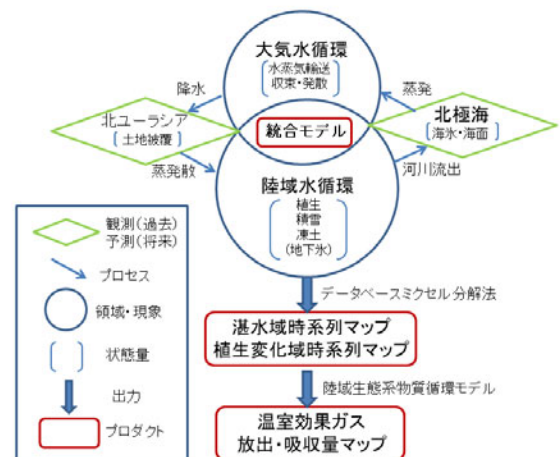 大気水循環
水蒸気輸送
収束・発散
降水
蒸発
北ユーラシア
土地被覆
統合モデル
北極海
海氷・海面
蒸発散
河川流出
陸域水循環
植生
積雪
凍土
(地下氷)
観測(過去)
予測(将来)
プロセス
領域・現象
状態量
出力
プロダクト
データベースミクセル分解法
湛水域時系列マップ
植生変化域時系列マップ
陸域生態系物質循環モデル
温室効果ガス
放出・吸収量マップ